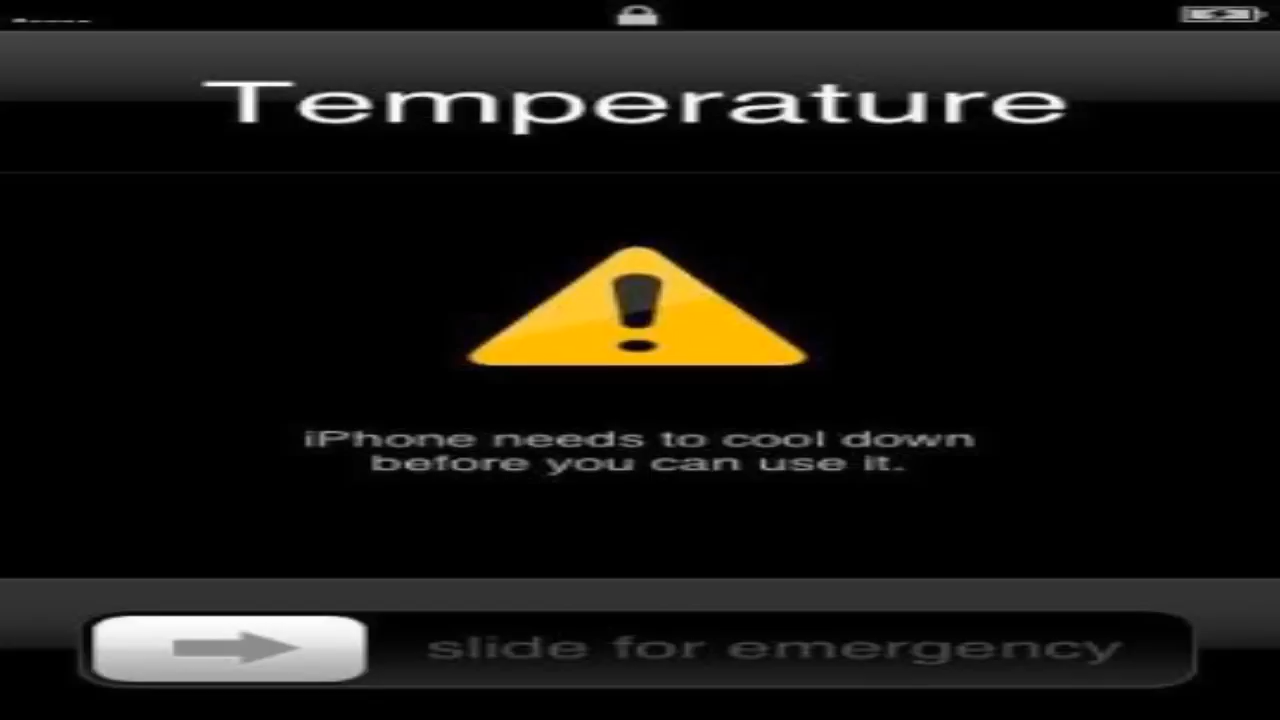 Temperature
iPhone needs to cool down
before you can use it.
slide for emergency